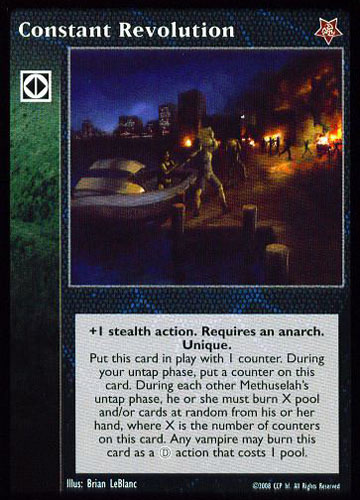 Constant Revolution
+1 stealth action. Requires an anarch.
Unique.
Put this card in play with 1 counter. During
your untap phase, put a counter on this
card. During each other Methuselah's
untap phase, he or she must burn X pool
and/or cards at random from his or her
hand, where X is the number of counters
on this card. Any vampire may burn this
card as a Ⓓ action that costs 1 pool.
Illus: Brian LeBlanc
©2008 CCP hf. All Rights Reserved